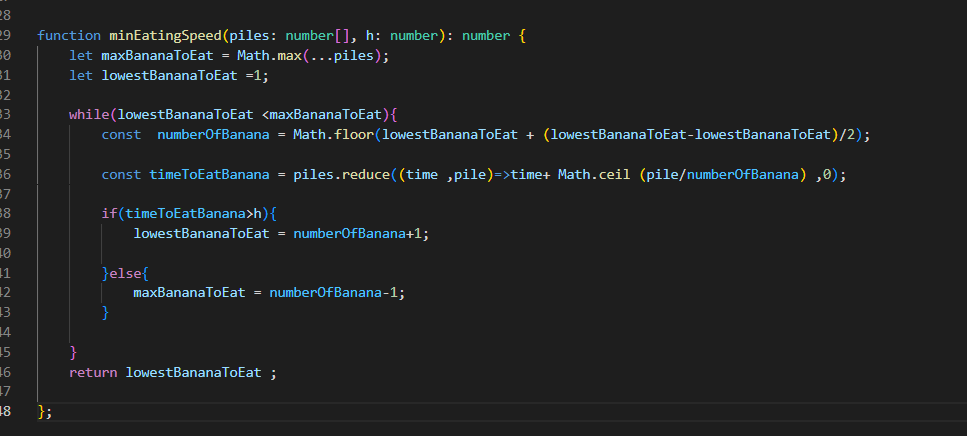 28
29 function minEatingSpeed(piles: number[], h: number): number {
30 let maxBananaToEat = Math.max(...piles);
31 let lowestBananaToEat =1;
32
33 while(lowestBananaToEat <maxBananaToEat){
34 const  numberOfBanana = Math.floor(lowestBananaToEat + (lowestBananaToEat-lowestBananaToEat)/2);
35
36 const timeToEatBanana = piles.reduce((time ,pile)=>time+ Math.ceil (pile/numberOfBanana) ,0);
37
38 if(timeToEatBanana>h){
39 lowestBananaToEat = numberOfBanana+1;
40
41 }else{
42 maxBananaToEat = numberOfBanana-1;
43 }
44
45 }
46 return lowestBananaToEat ;
47
48 };